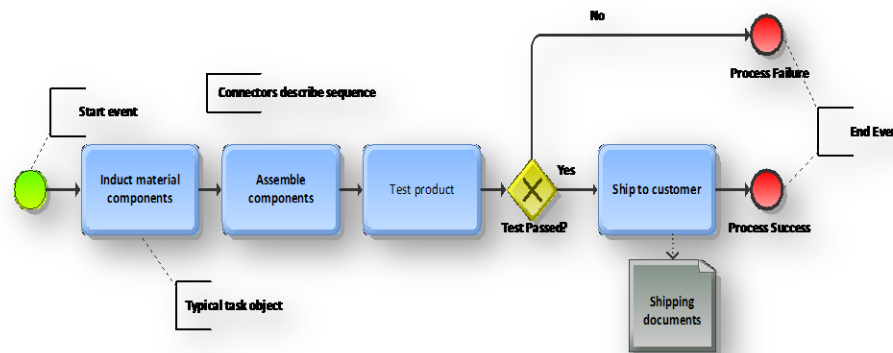 No
Process Failure
Connectors describe sequence
Start event
End Even
Induct material
components
Assemble
components
Test product
Yes
Ship to customer
Test Passed?
Process Success
Typical task object
Shipping
documents